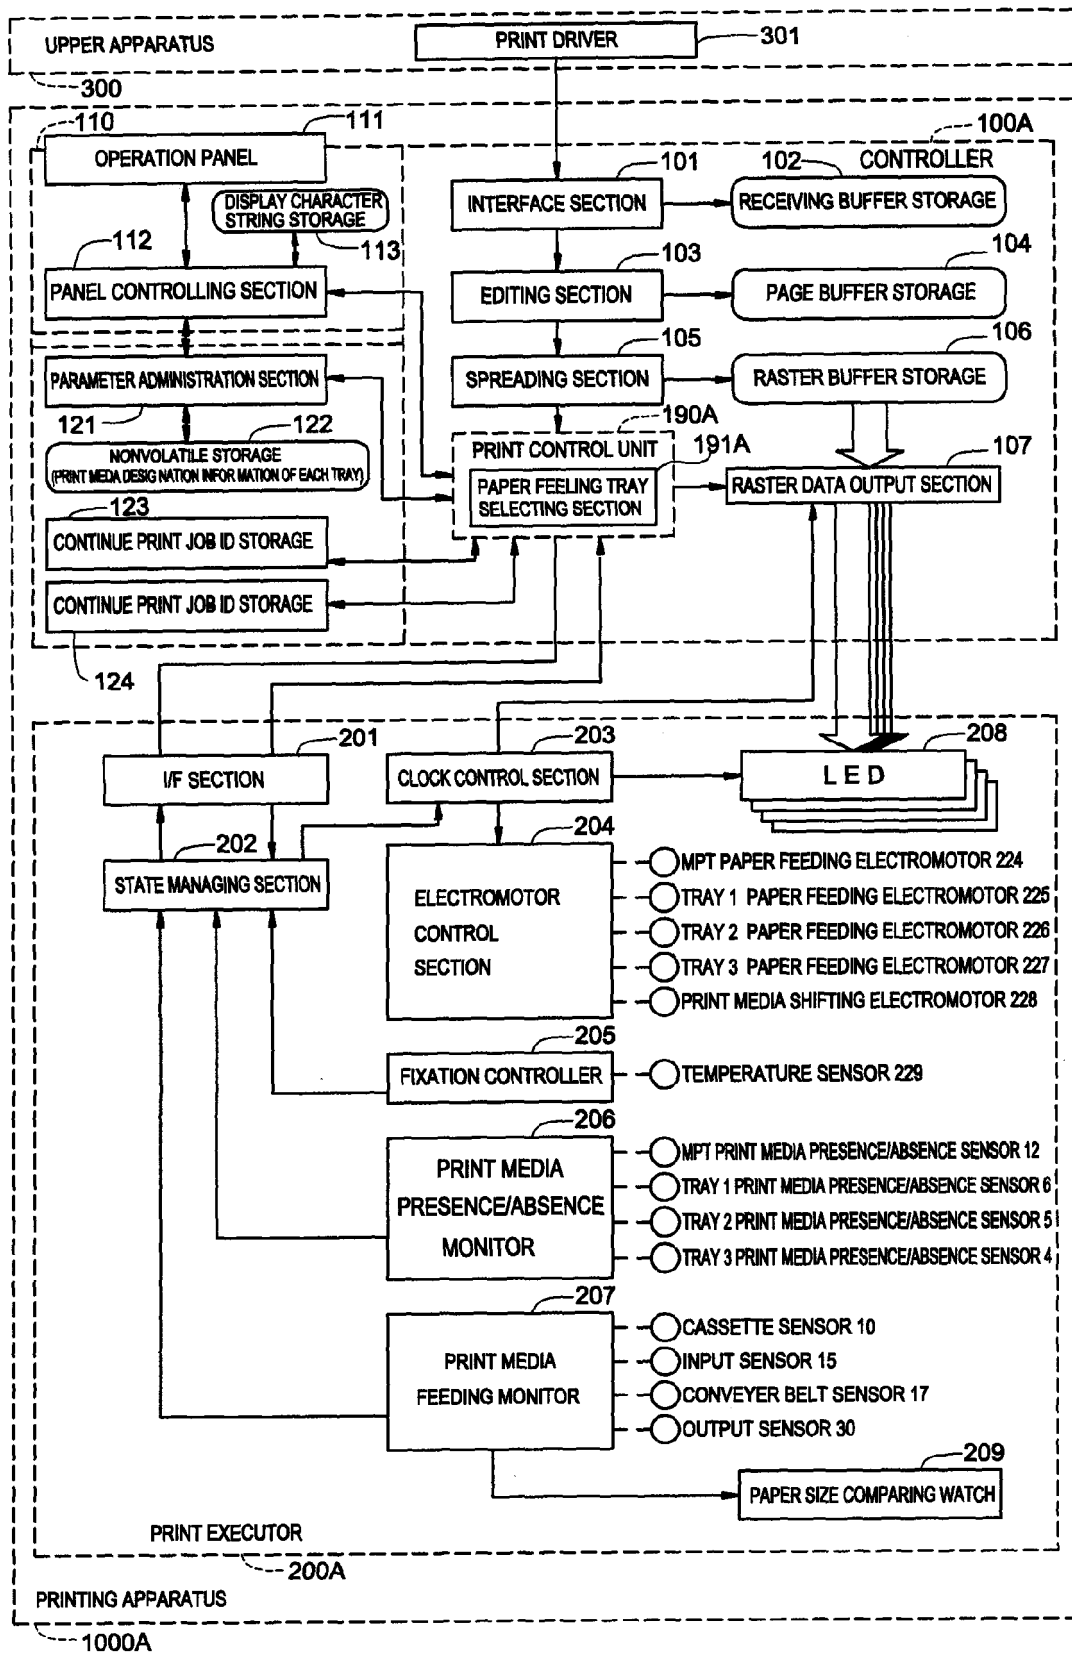 UPPER APPARATUS
PRINT DRIVER
301
300
110
111
OPERATION PANEL
100A
CONTROLLER
101
102
INTERFACE SECTION
RECEIVING BUFFER STORAGE
DISPLAY CHARACTER
STRING STORAGE
113
112
PANEL CONTROLLING SECTION
103
104
EDITING SECTION
PAGE BUFFER STORAGE
105
106
SPREADING SECTION
RASTER BUFFER STORAGE
PARAMETER ADMINISTRATION SECTION
121
122
NONVOLATILE STORAGE
(PRINT MEDA DESIG NATION INFOR MATION OF EACH TRAY)
190A
PRINT CONTROL UNIT
191A
PAPER FEELING TRAY
SELECTING SECTION
107
RASTER DATA OUTPUT SECTION
123
CONTINUE PRINT JOB ID STORAGE
CONTINUE PRINT JOB ID STORAGE
124
201
I/F SECTION
203
CLOCK CONTROL SECTION
208
LED
202
STATE MANAGING SECTION
204
ELECTROMOTOR
CONTROL
SECTION
MPT PAPER FEEDING ELECTROMOTOR 224
TRAY 1 PAPER FEEDING ELECTROMOTOR 225
TRAY 2 PAPER FEEDING ELECTROMOTOR 226
TRAY 3 PAPER FEEDING ELECTROMOTOR 227
PRINT MEDIA SHIFTING ELECTROMOTOR 228
205
FIXATION CONTROLLER
TEMPERATURE SENSOR 229
206
PRINT MEDIA
PRESENCE/ABSENCE
MONITOR
MPT PRINT MEDIA PRESENCE/ABSENCE SENSOR 12
TRAY 1 PRINT MEDIA PRESENCE/ABSENCE SENSOR 6
TRAY 2 PRINT MEDIA PRESENCE/ABSENCE SENSOR 5
TRAY 3 PRINT MEDIA PRESENCE/ABSENCE SENSOR 4
207
PRINT MEDIA
FEEDING MONITOR
CASSETTE SENSOR 10
INPUT SENSOR 15
CONVEYER BELT SENSOR 17
OUTPUT SENSOR 30
209
PAPER SIZE COMPARING WATCH
PRINT EXECUTOR
200A
PRINTING APPARATUS
1000A